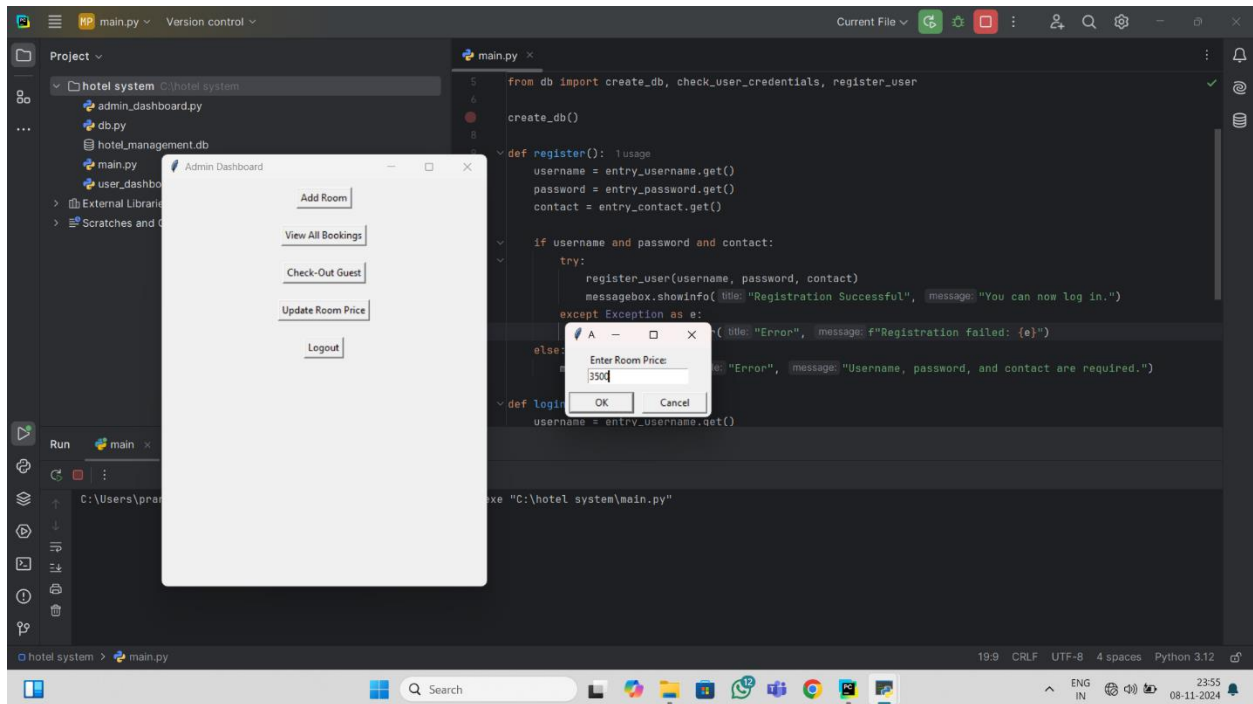 MP main.py Version control Current File
Project
hotel system C:\hotel system
admin_dashboard.py
db.py
hotel_management.db
main.py
user_dashbo
External Librarie
Scratches and
main.py
5 from db import create_db, check_user_credentials, register_user
6
create_db()
8
def register(): 1 usage
username = entry_username.get()
password = entry_password.get()
contact = entry_contact.get()
if username and password and contact:
try:
register_user(username, password, contact)
messagebox.showinfo( title: "Registration Successful", message: "You can now log in.")
except Exception as e:
( title: "Error", message: f"Registration failed: {e}")
else:
"Error", message: "Username, password, and contact are required.")
def login
username = entry_username.get()
Admin Dashboard
Add Room
View All Bookings
Check-Out Guest
Update Room Price
Logout
A
Enter Room Price:
3500
OK Cancel
Run main
C:\Users\pra
exe "C:\hotel system\main.py"
hotel system > main.py 19:9 CRLF UTF-8 4 spaces Python 3.12
Search 12 ENG 23:55
IN 08-11-2024